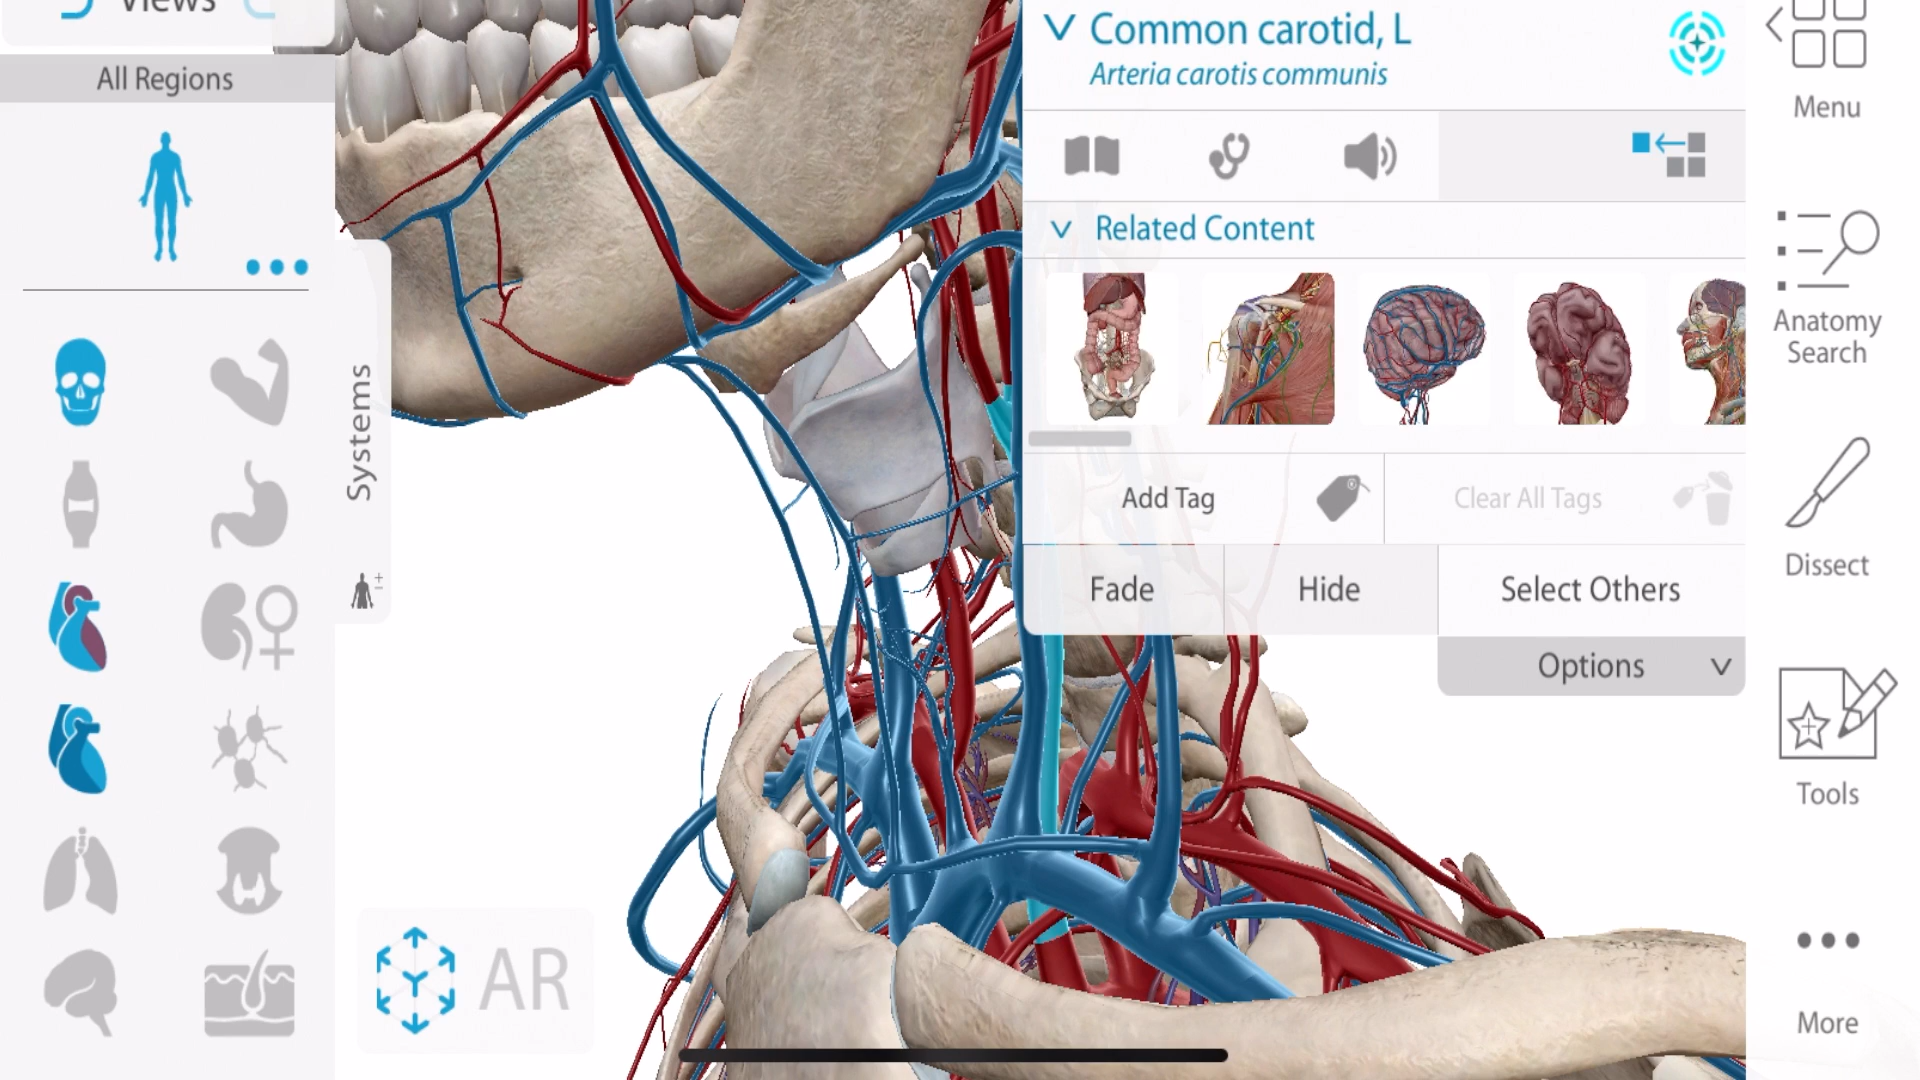 Views
All Regions
Systems
AR
Common carotid, L
Arteria carotis communis
Related Content
Add Tag
Clear All Tags
Fade
Hide
Select Others
Options
Menu
Anatomy
Search
Dissect
Tools
More